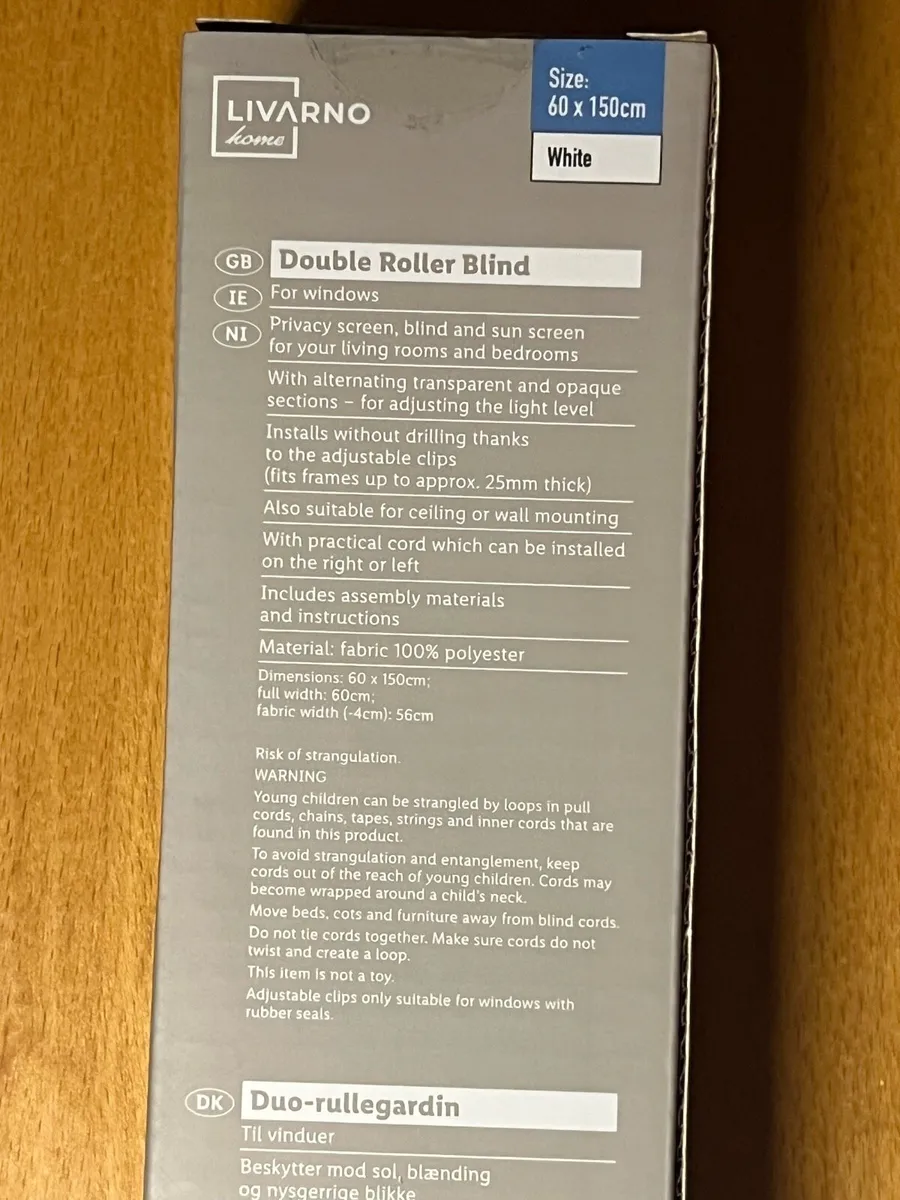 LIVARNO
home
Size:
60 x 150cm
White
GB
Double Roller Blind
IE
For windows
NI
Privacy screen, blind and sun screen
for your living rooms and bedrooms
With alternating transparent and opaque
sections – for adjusting the light level
Installs without drilling thanks
to the adjustable clips
(fits frames up to approx. 25mm thick)
Also suitable for ceiling or wall mounting
With practical cord which can be installed
on the right or left
Includes assembly materials
and instructions
Material: fabric 100% polyester
Dimensions: 60 x 150cm;
full width: 60cm;
fabric width (-4cm): 56cm
Risk of strangulation.
WARNING
Young children can be strangled by loops in pull
cords, chains, tapes, strings and inner cords that are
found in this product.
To avoid strangulation and entanglement, keep
cords out of the reach of young children. Cords may
become wrapped around a child's neck.
Move beds, cots and furniture away from blind cords.
Do not tie cords together. Make sure cords do not
twist and create a loop.
This item is not a toy.
Adjustable clips only suitable for windows with
rubber seals.
DK
Duo-rullegardin
Til vinduer
Beskytter mod sol, blænding
og nysgerrige blikke